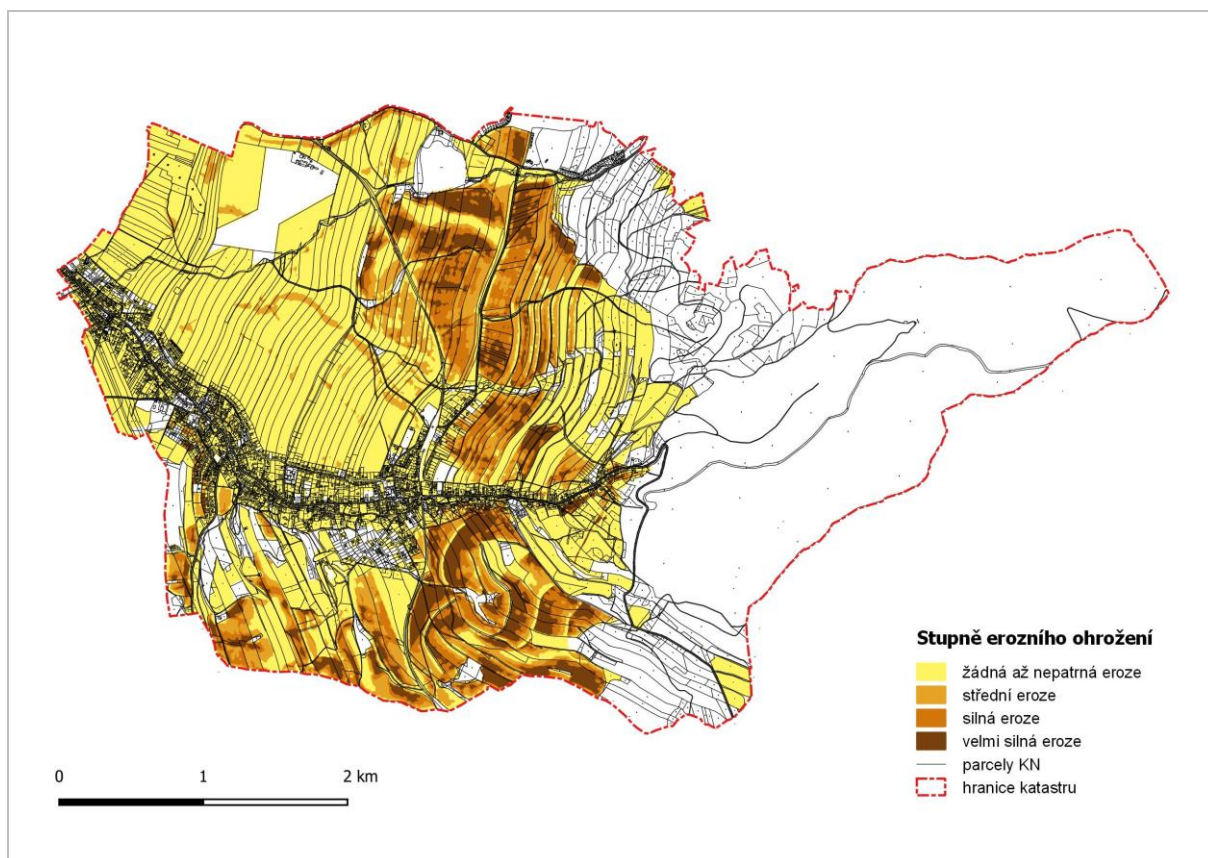 Stupně erozního ohrožení
žádná až nepatrná eroze
střední eroze
silná eroze
velmi silná eroze
parcely KN
hranice katastru
0 1 2 km